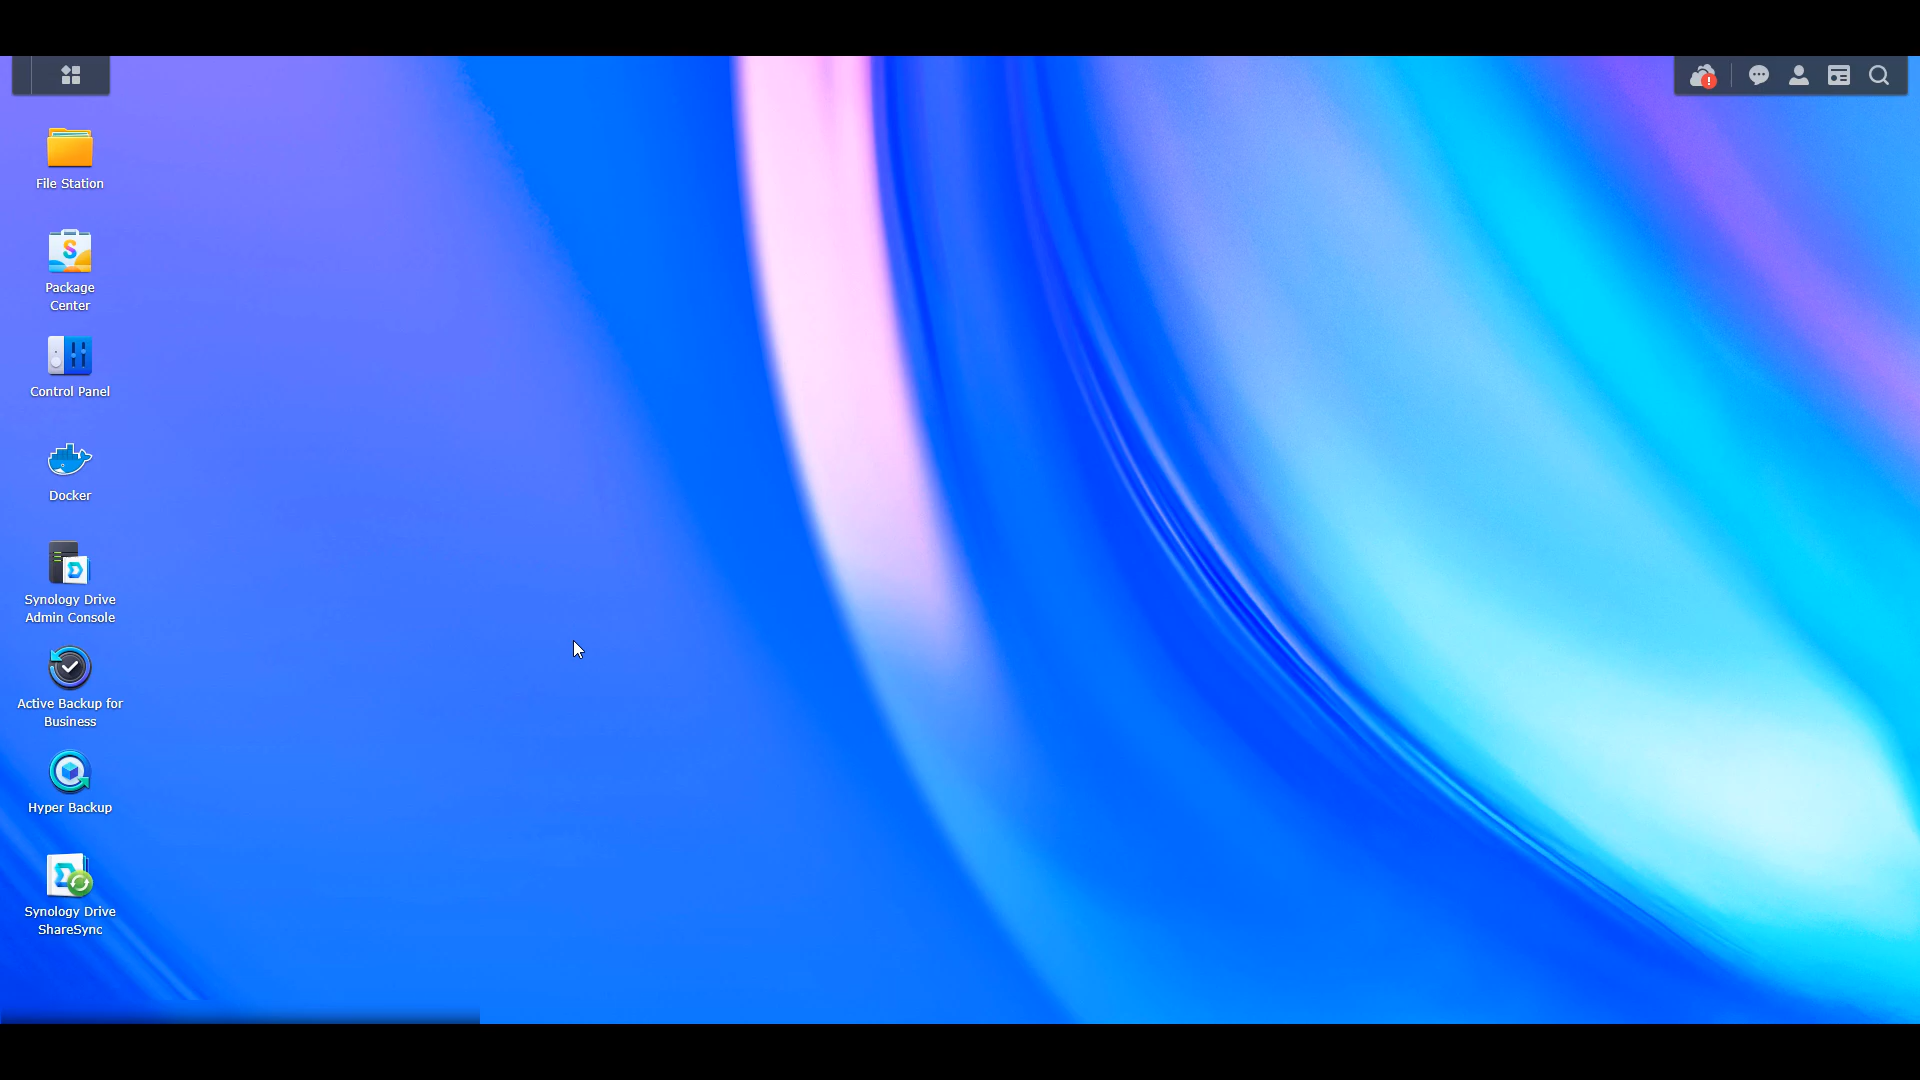 File Station
Package
Center
Control Panel
Docker
Synology Drive
Admin Console
Active Backup for
Business
Hyper Backup
Synology Drive
ShareSync